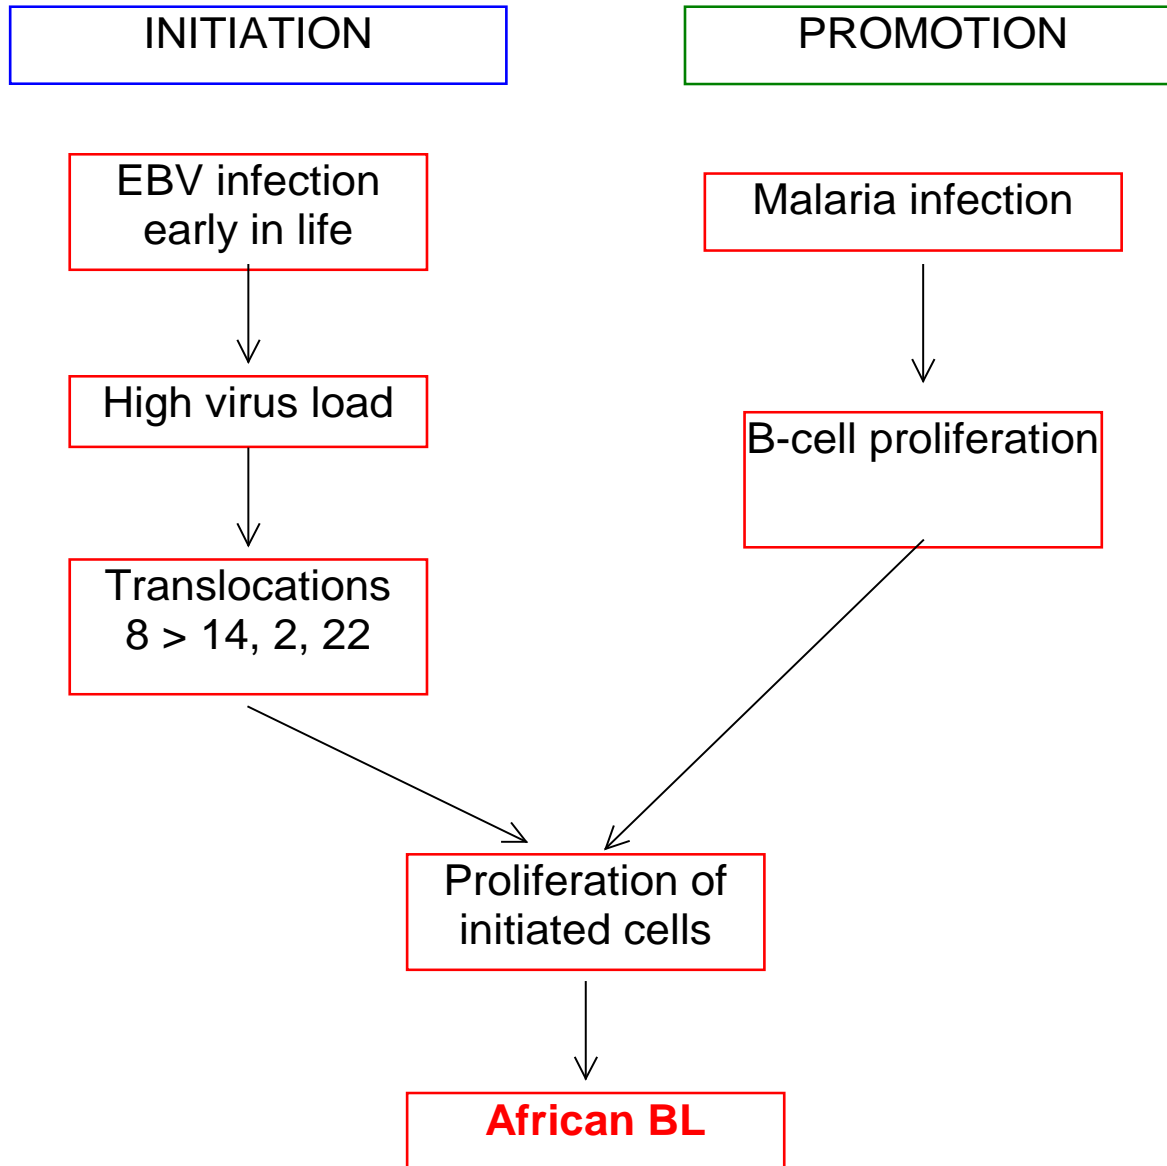 INITIATION
PROMOTION
EBV infection
early in life
Malaria infection
High virus load
B-cell proliferation
Translocations
8 > 14, 2, 22
Proliferation of
initiated cells
African BL